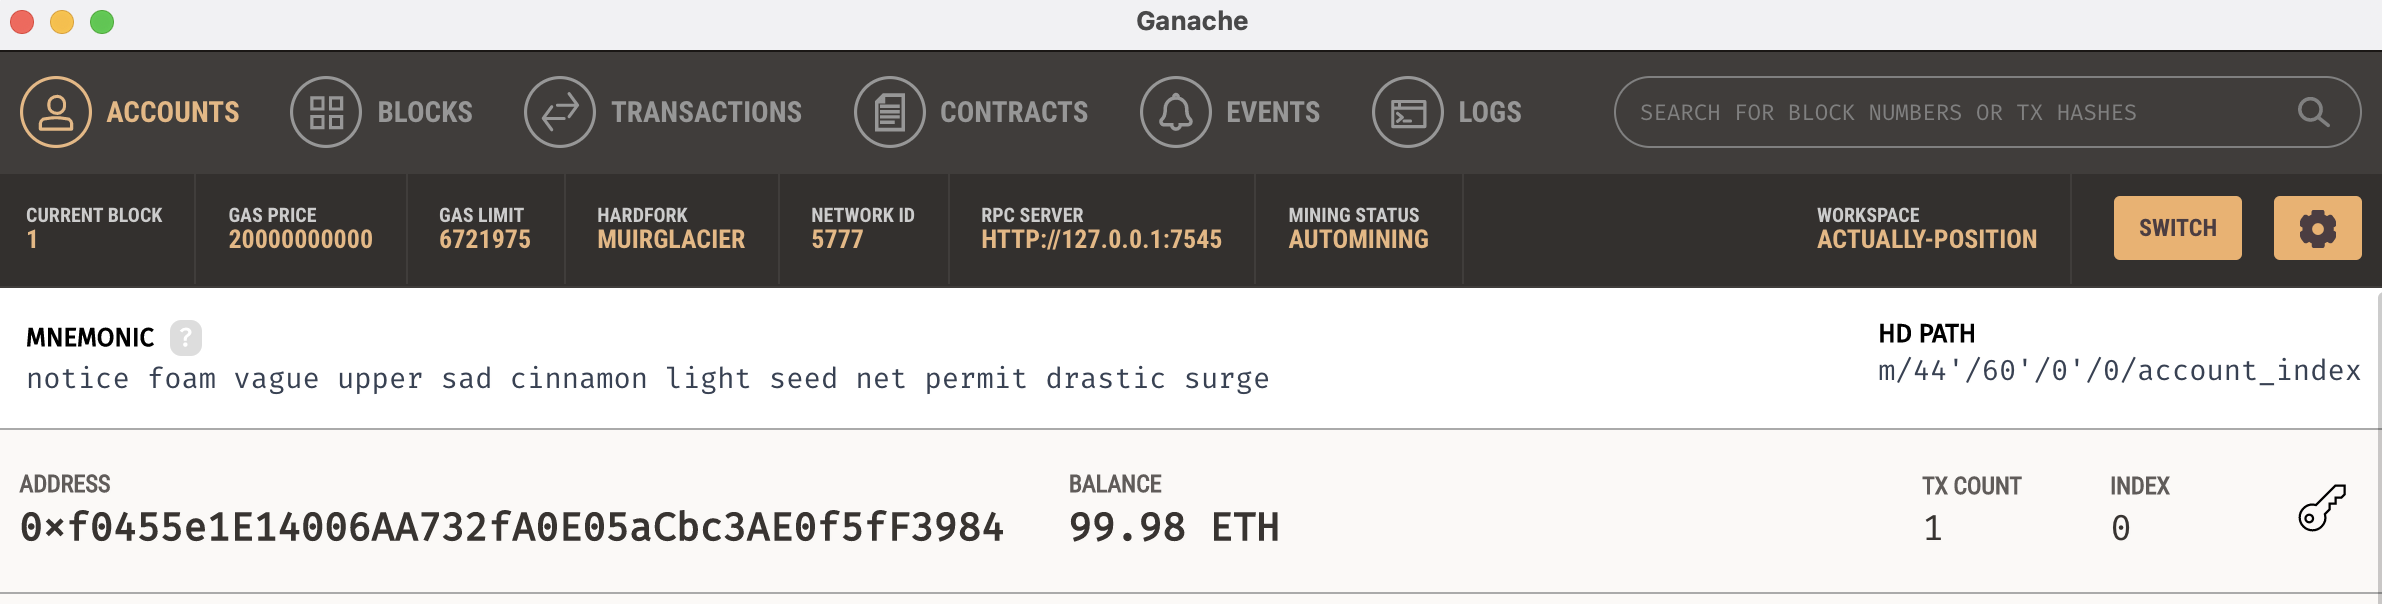 Ganache
ACCOUNTS BLOCKS TRANSACTIONS CONTRACTS EVENTS LOGS SEARCH FOR BLOCK NUMBERS OR TX HASHES
CURRENT BLOCK GAS PRICE GAS LIMIT HARDFORK NETWORK ID RPC SERVER MINING STATUS WORKSPACE
1 20000000000 6721975 MUIRGLACIER 5777 HTTP://127.0.0.1:7545 AUTOMINING ACTUALLY-POSITION SWITCH
MNEMONIC ? HD PATH
notice foam vague upper sad cinnamon light seed net permit drastic surge m/44'/60'/0'/0/account_index
ADDRESS BALANCE TX COUNT INDEX
0×f0455e1E14006AA732fA0E05aCbc3AE0f5fF3984 99.98 ETH 1 0